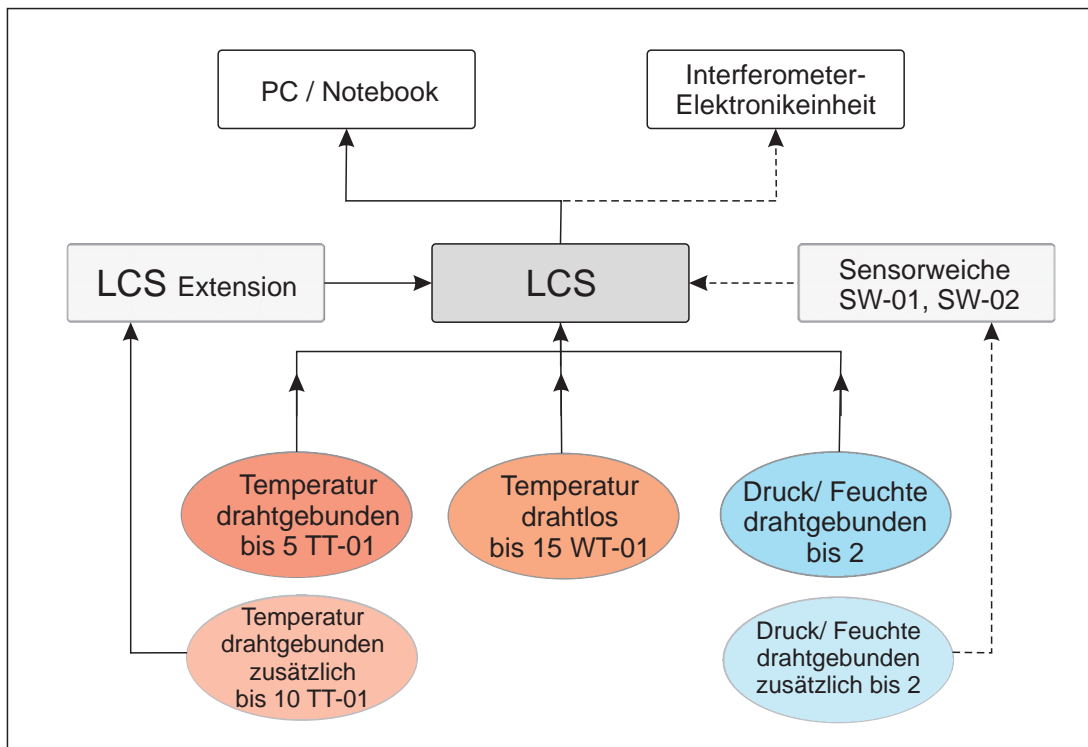 PC / Notebook
Interferometer-
Elektronikeinheit
LCS Extension
LCS
Sensorweiche
SW-01, SW-02
Temperatur
drahtgebunden
bis 5 TT-01
Temperatur
drahtlos
bis 15 WT-01
Druck/ Feuchte
drahtgebunden
bis 2
Temperatur
drahtgebunden
zusätzlich
bis 10 TT-01
Druck/ Feuchte
drahtgebunden
zusätzlich bis 2